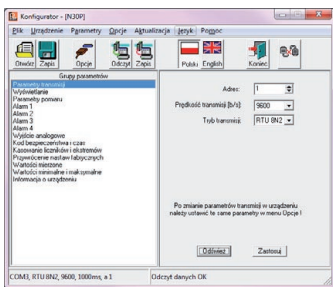 Konfigurator - [N30P]
Plik Urządzenie Parametry Opcje Aktualizacja Język Pomoc
Otwórz Zapis Opcje Odczyt Zapis Polski English Koniec
Grupy parametrów
Parametry transmisji
Wyświetlanie
Parametry pomiaru
Alarm 1
Alarm 2
Alarm 3
Alarm 4
Wyjście analogowe
Kod bezpieczeństwa i czas
Kasowanie liczników i ekstremów
Przywrócenie nastaw fabrycznych
Wartości mierzone
Wartości minimalne i maksymalne
Informacja o urządzeniu
Adres: 1
Prędkość transmisji [b/s]: 9600
Tryb transmisji: RTU 8N2
Po zmianie parametrów transmisji w urządzeniu
należy ustawić te same parametry w menu Opcje !
Odśwież Zastosuj
COM3, RTU 8N2, 9600, 1000ms, a 1 Odczyt danych OK